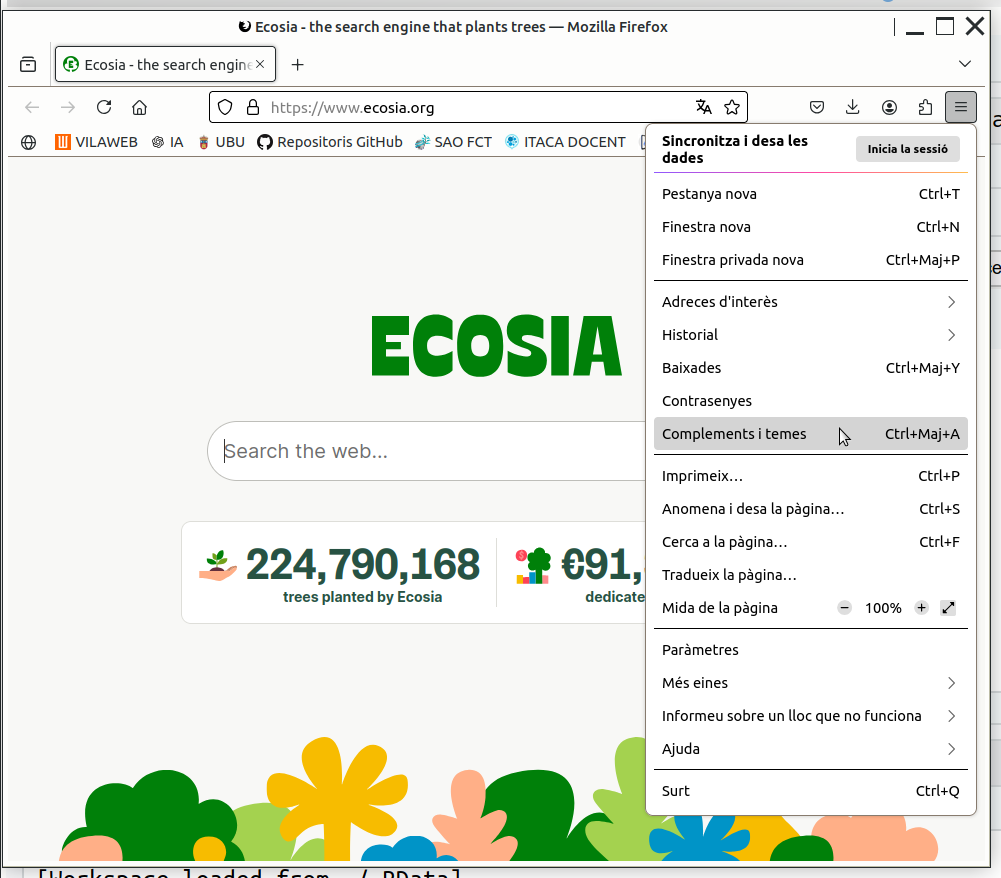 Ecosia - the search engine that plants trees — Mozilla Firefox
Ecosia - the search engine
https://www.ecosia.org
VILAWEB IA UBU Repositoris GitHub SAO FCT ITACA DOCENT
Sincronitza i desa les
dades
Inicia la sessió
Pestanya nova Ctrl+T
Finestra nova Ctrl+N
Finestra privada nova Ctrl+Maj+P
Adreces d'interès
Historial
Baixades Ctrl+Maj+Y
Contrasenyes
Complements i temes Ctrl+Maj+A
Imprimeix… Ctrl+P
Anomena i desa la pàgina… Ctrl+S
Cerca a la pàgina… Ctrl+F
Tradueix la pàgina…
Mida de la pàgina − 100% +
Paràmetres
Més eines
Informeu sobre un lloc que no funciona
Ajuda
Surt Ctrl+Q
ECOSIA
Search the web...
224,790,168
trees planted by Ecosia
€91,
dedicate